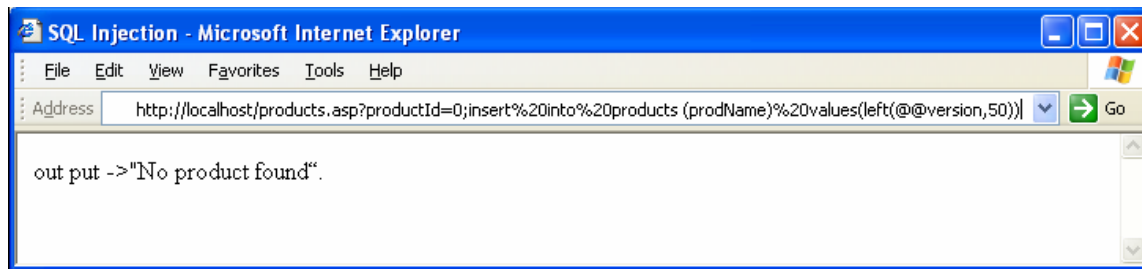 SQL Injection - Microsoft Internet Explorer
File Edit View Favorites Tools Help
Address http://localhost/products.asp?productId=0;insert%20into%20products (prodName)%20values(left(@@version,50)) Go
out put ->"No product found“.